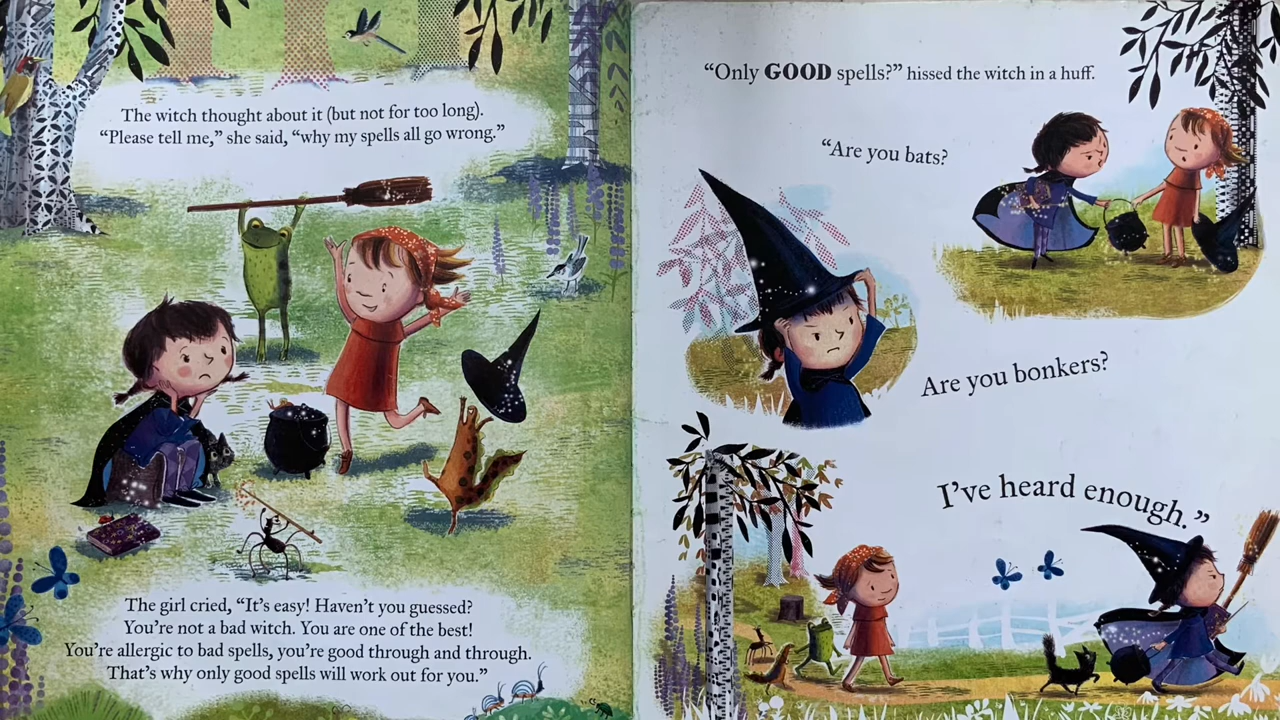 The witch thought about it (but not for too long).
“Please tell me,” she said, “why my spells all go wrong.”
The girl cried, “It’s easy! Haven’t you guessed?
You’re not a bad witch. You are one of the best!
You’re allergic to bad spells, you’re good through and through.
That’s why only good spells will work out for you.”
“Only GOOD spells?” hissed the witch in a huff.
“Are you bats?
Are you bonkers?
I’ve heard enough.”